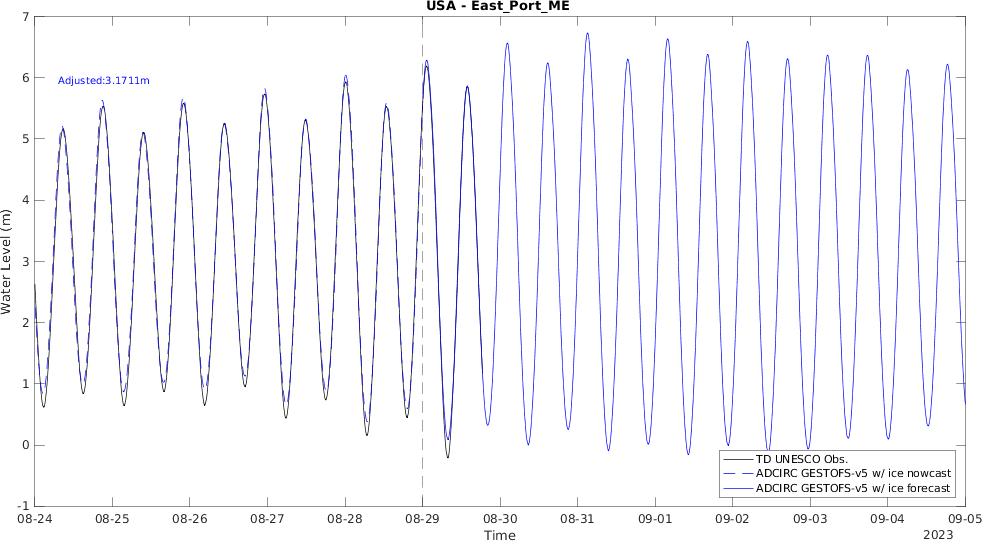 USA - East_Port_ME
7
Adjusted:3.1711m
6
5
4
3
2
1
0
-1
Water Level (m)
TD UNESCO Obs.
ADCIRC GESTOFS-v5 w/ ice nowcast
ADCIRC GESTOFS-v5 w/ ice forecast
08-24 08-25 08-26 08-27 08-28 08-29 08-30 08-31 09-01 09-02 09-03 09-04 09-05
Time
2023